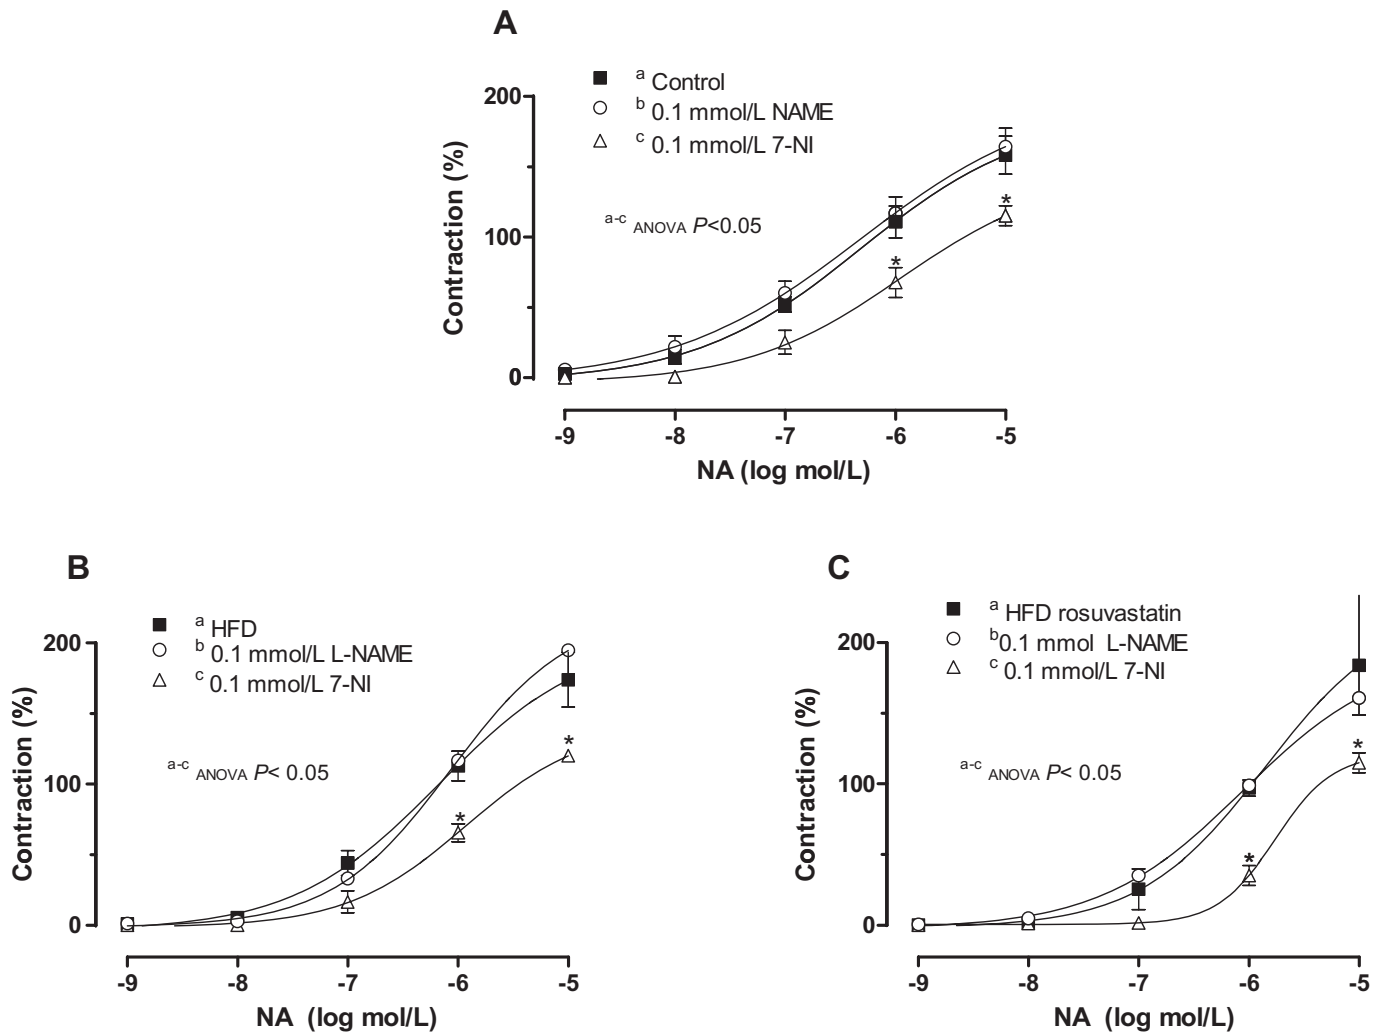 A
a Control
b 0.1 mmol/L NAME
c 0.1 mmol/L 7-NI
a-c ANOVA P<0.05
200
100
0
Contraction (%)
-9 -8 -7 -6 -5
NA (log mol/L)
*
*
B
a HFD
b 0.1 mmol/L L-NAME
c 0.1 mmol/L 7-NI
a-c ANOVA P< 0.05
200
100
0
Contraction (%)
-9 -8 -7 -6 -5
NA (log mol/L)
*
*
C
a HFD rosuvastatin
b0.1 mmol L-NAME
c 0.1 mmol/L 7-NI
a-c ANOVA P< 0.05
200
100
0
Contraction (%)
-9 -8 -7 -6 -5
NA (log mol/L)
*
*